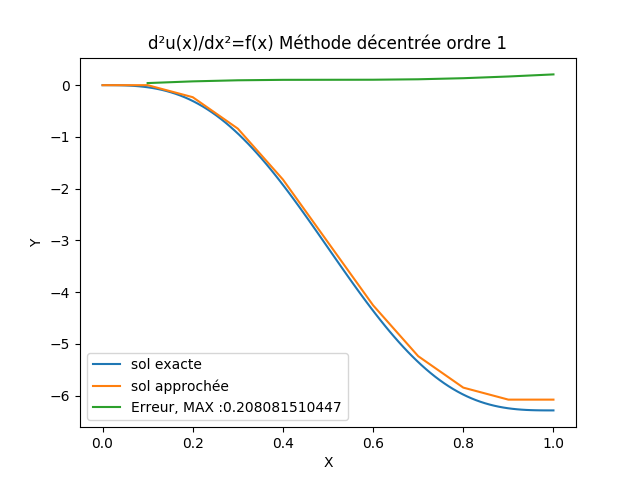 d²u(x)/dx²=f(x) Méthode décentrée ordre 1
0
−1
−2
−3
−4
−5
−6
Y
sol exacte
sol approchée
Erreur, MAX :0.208081510447
0.0 0.2 0.4 0.6 0.8 1.0
X